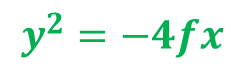 y² = −4fx